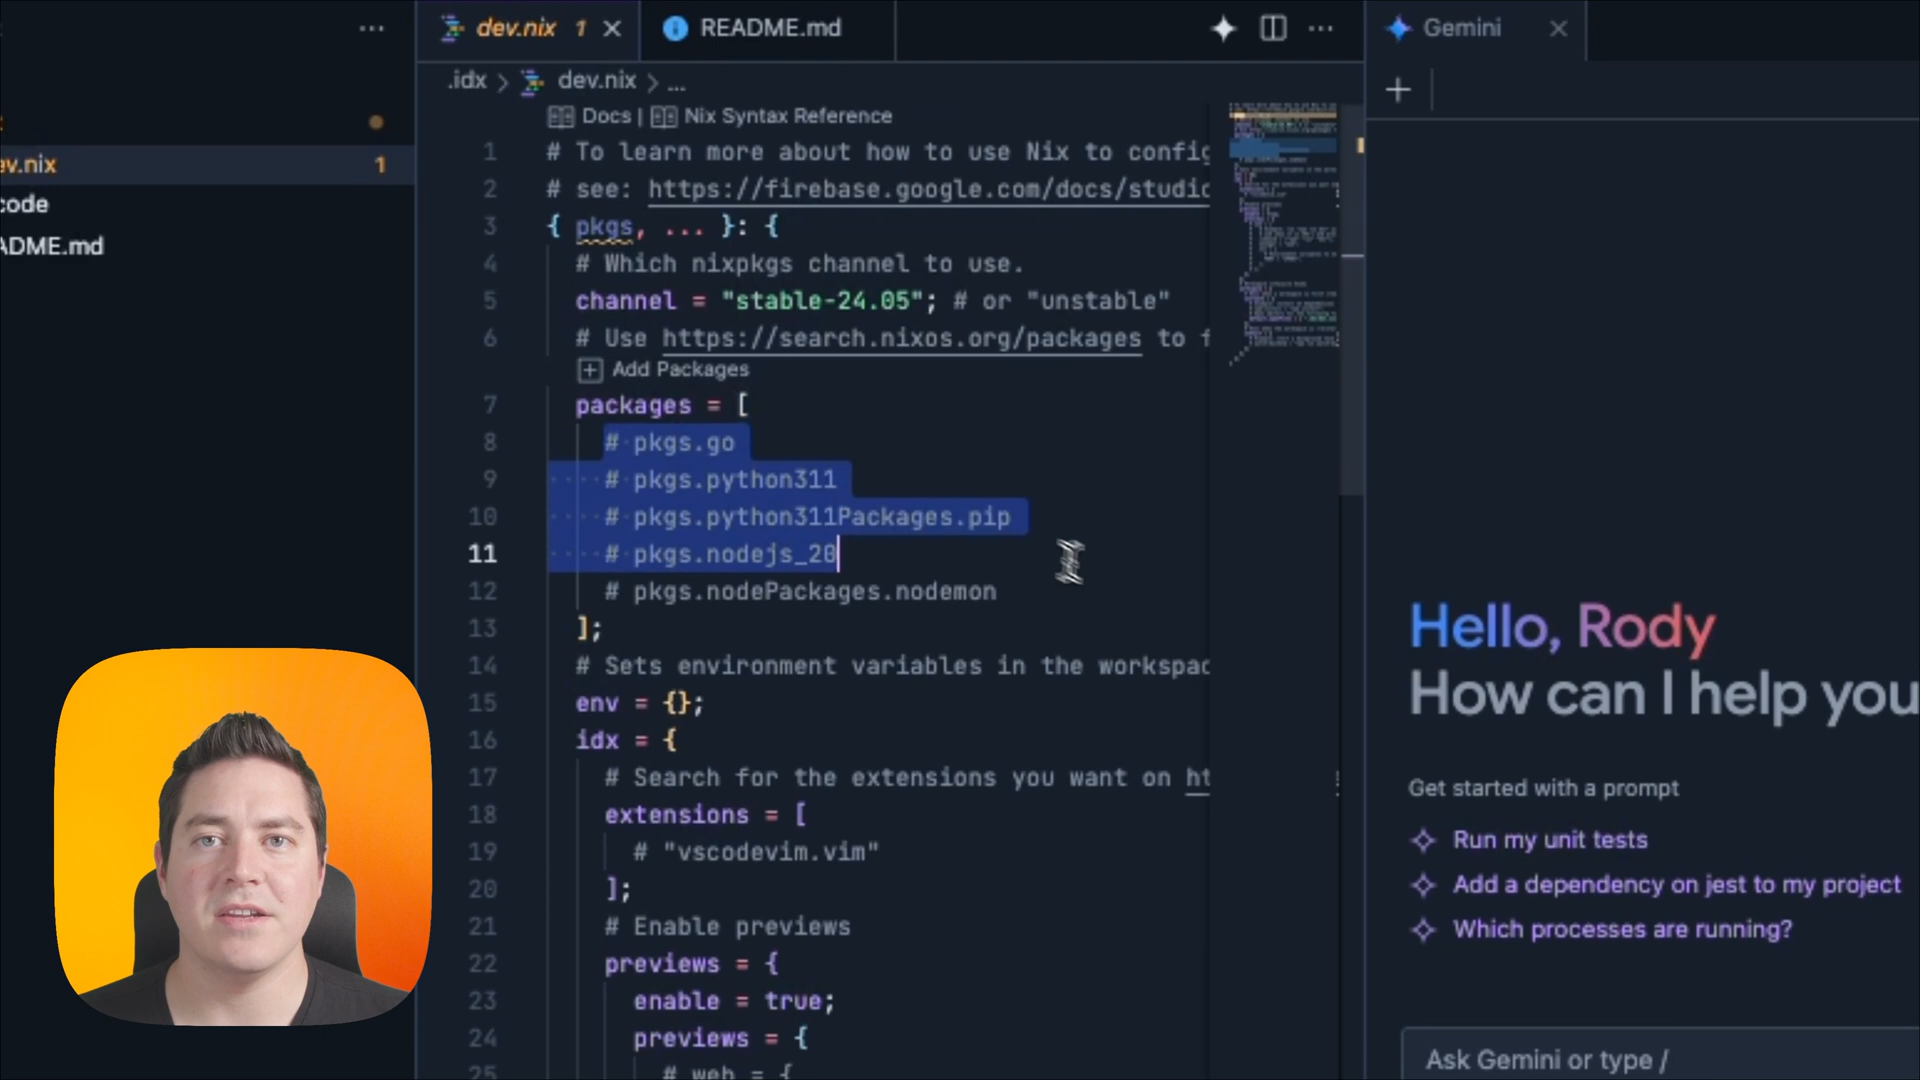 dev.nix 1
README.md
Gemini
.idx > dev.nix > ...
Docs | Nix Syntax Reference
ev.nix 1
code
ADME.md
1 # To learn more about how to use Nix to config
2 # see: https://firebase.google.com/docs/studio
3 { pkgs, ... }: {
4 # Which nixpkgs channel to use.
5 channel = "stable-24.05"; # or "unstable"
6 # Use https://search.nixos.org/packages to f
Add Packages
7 packages = [
8 # pkgs.go
9 # pkgs.python311
10 # pkgs.python311Packages.pip
11 # pkgs.nodejs_20
12 # pkgs.nodePackages.nodemon
13 ];
14 # Sets environment variables in the workspac
15 env = {};
16 idx = {
17 # Search for the extensions you want on ht
18 extensions = [
19 # "vscodevim.vim"
20 ];
21 # Enable previews
22 previews = {
23 enable = true;
24 previews = {
25 # web = {
Hello, Rody
How can I help you
Get started with a prompt
Run my unit tests
Add a dependency on jest to my project
Which processes are running?
Ask Gemini or type /